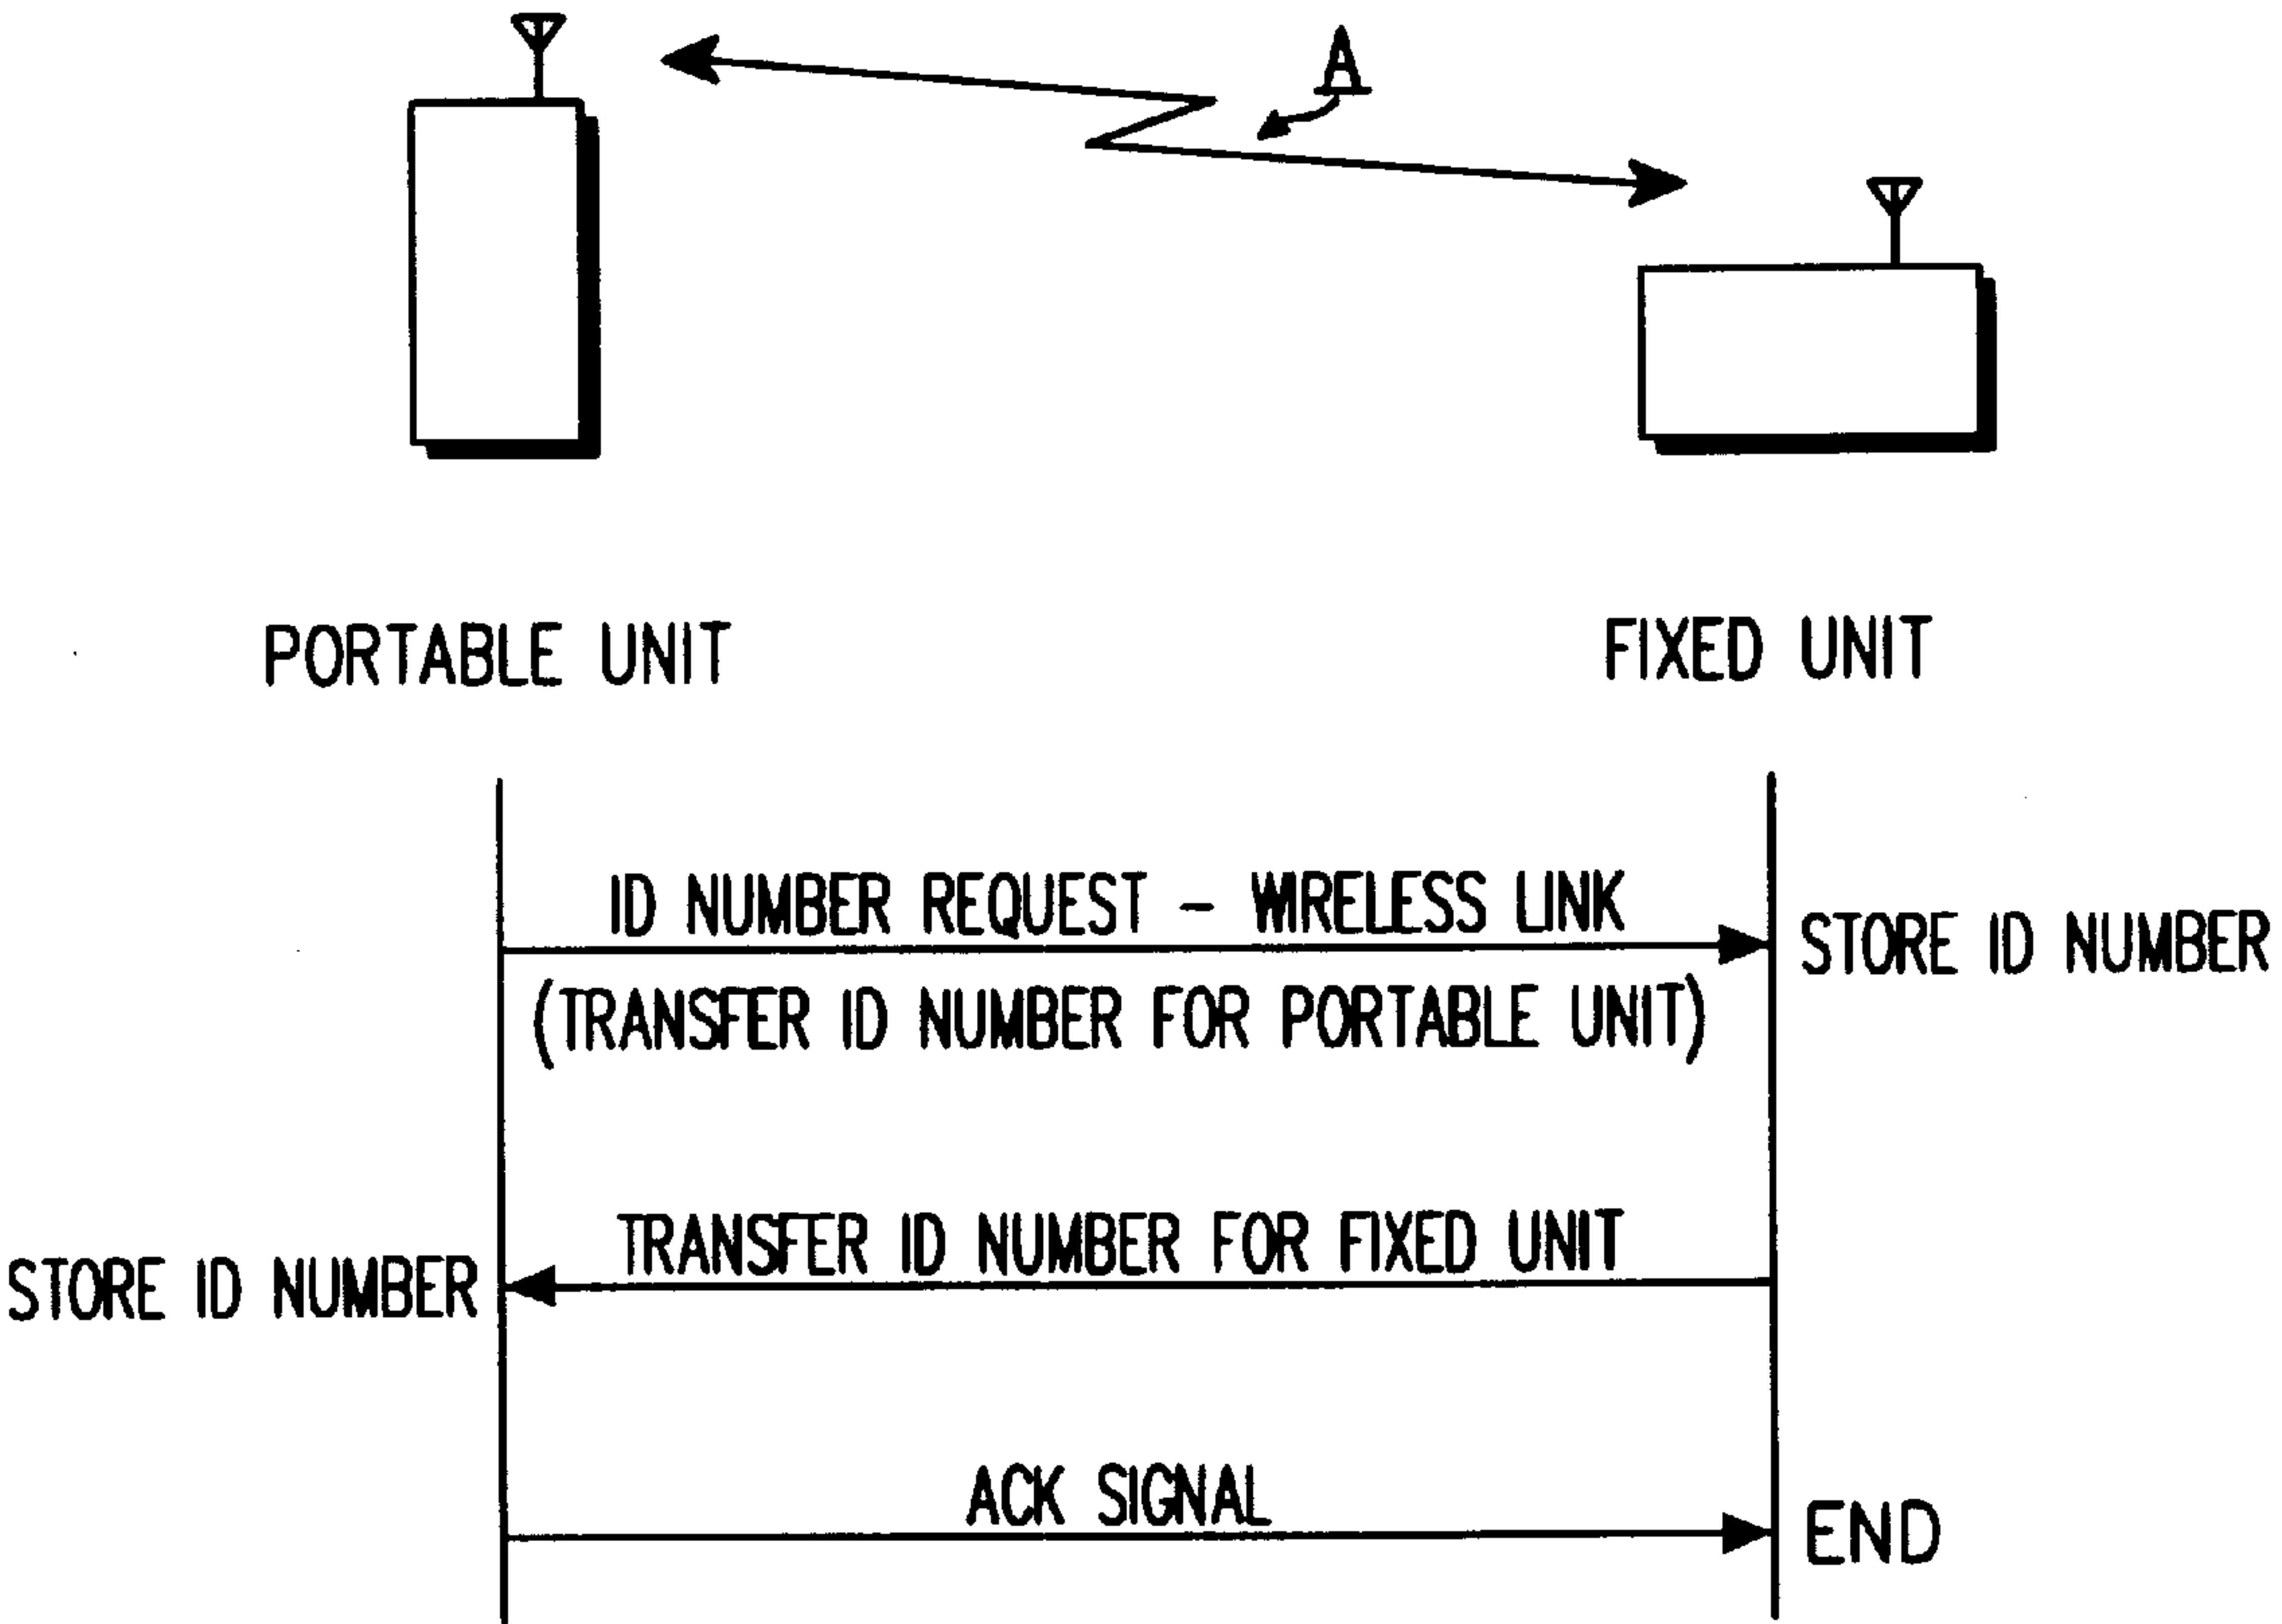 A
PORTABLE UNIT
FIXED UNIT
ID NUMBER REQUEST – WIRELESS LINK
STORE ID NUMBER
(TRANSFER ID NUMBER FOR PORTABLE UNIT)
TRANSFER ID NUMBER FOR FIXED UNIT
STORE ID NUMBER
ACK SIGNAL
END